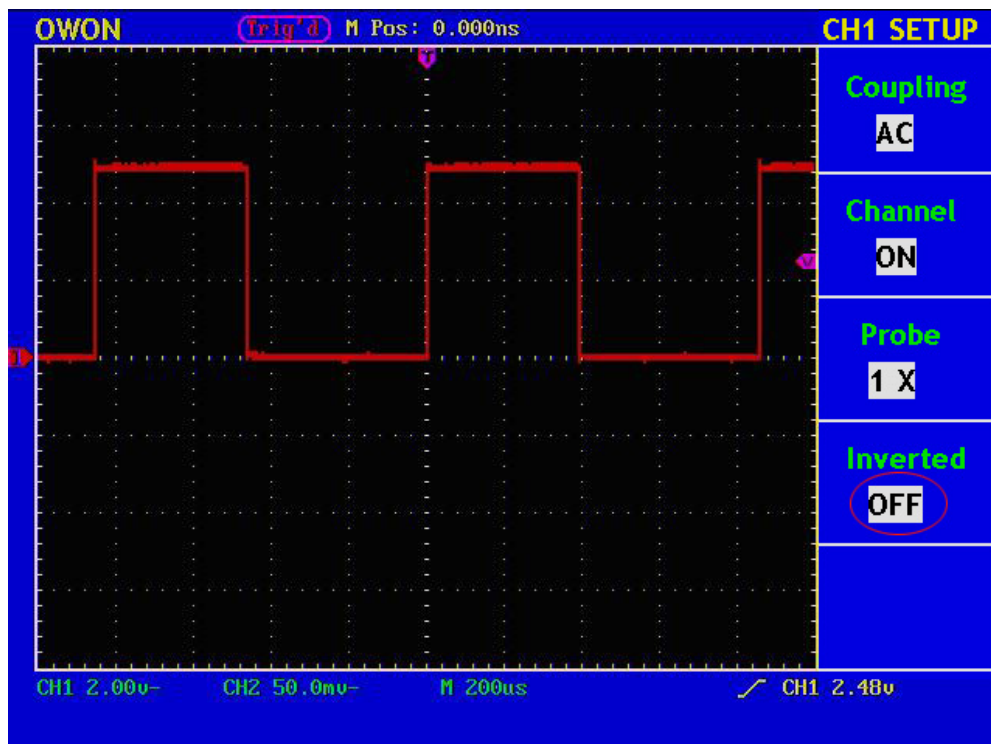 OWON Trig'd M Pos: 0.000ns CH1 SETUP
T
Coupling
AC
Channel
ON
Probe
1 X
1
Inverted
OFF
CH1 2.00v- CH2 50.0mv- M 200us CH1 2.48v